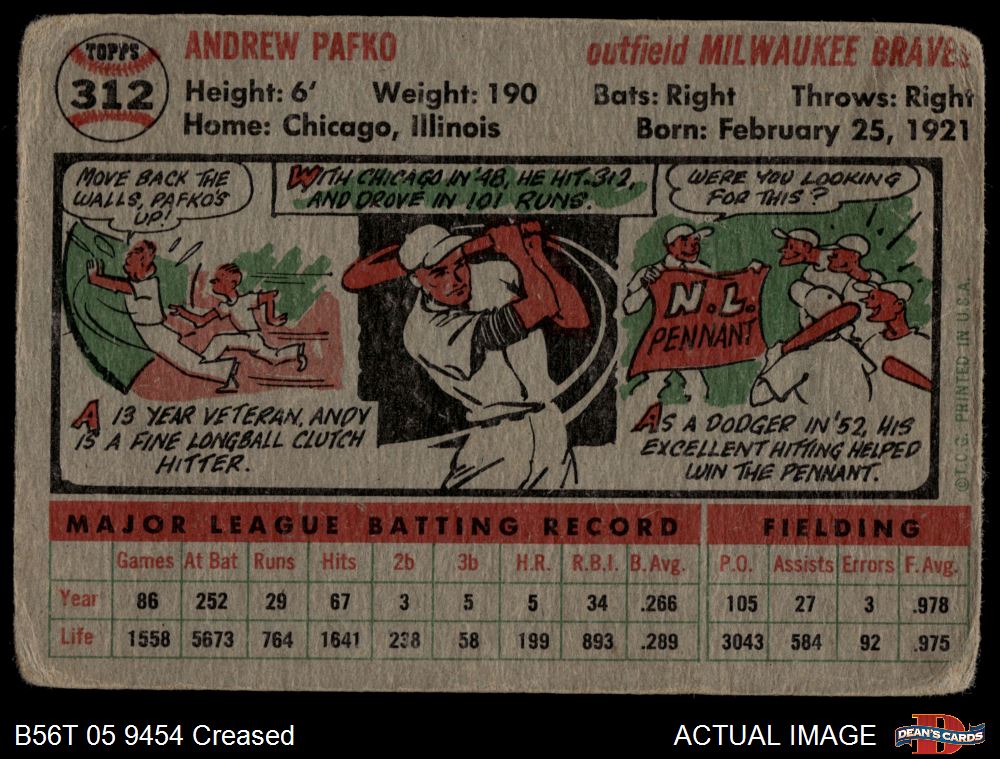 TOPPS
312
ANDREW PAFKO
outfield MILWAUKEE BRAVES
Height: 6' Weight: 190 Bats: Right Throws: Right
Home: Chicago, Illinois Born: February 25, 1921
MOVE BACK THE
WALLS, PAFKO'S
UP!
WITH CHICAGO IN '48, HE HIT .312,
AND DROVE IN 101 RUNS.
WERE YOU LOOKING
FOR THIS?
N.L.
PENNANT
A 13 YEAR VETERAN, ANDY
IS A FINE LONGBALL CLUTCH
HITTER.
AS A DODGER IN '52, HIS
EXCELLENT HITTING HELPED
WIN THE PENNANT.
©T.C.G. PRINTED IN U.S.A.
MAJOR LEAGUE BATTING RECORD FIELDING
Games At Bat Runs Hits 2b 3b H.R. R.B.I. B.Avg. P.O. Assists Errors F.Avg.
Year 86 252 29 67 3 5 5 34 .266 105 27 3 .978
Life 1558 5673 764 1641 238 58 199 893 .289 3043 584 92 .975
B56T 05 9454 Creased
ACTUAL IMAGE
D
DEAN'S CARDS